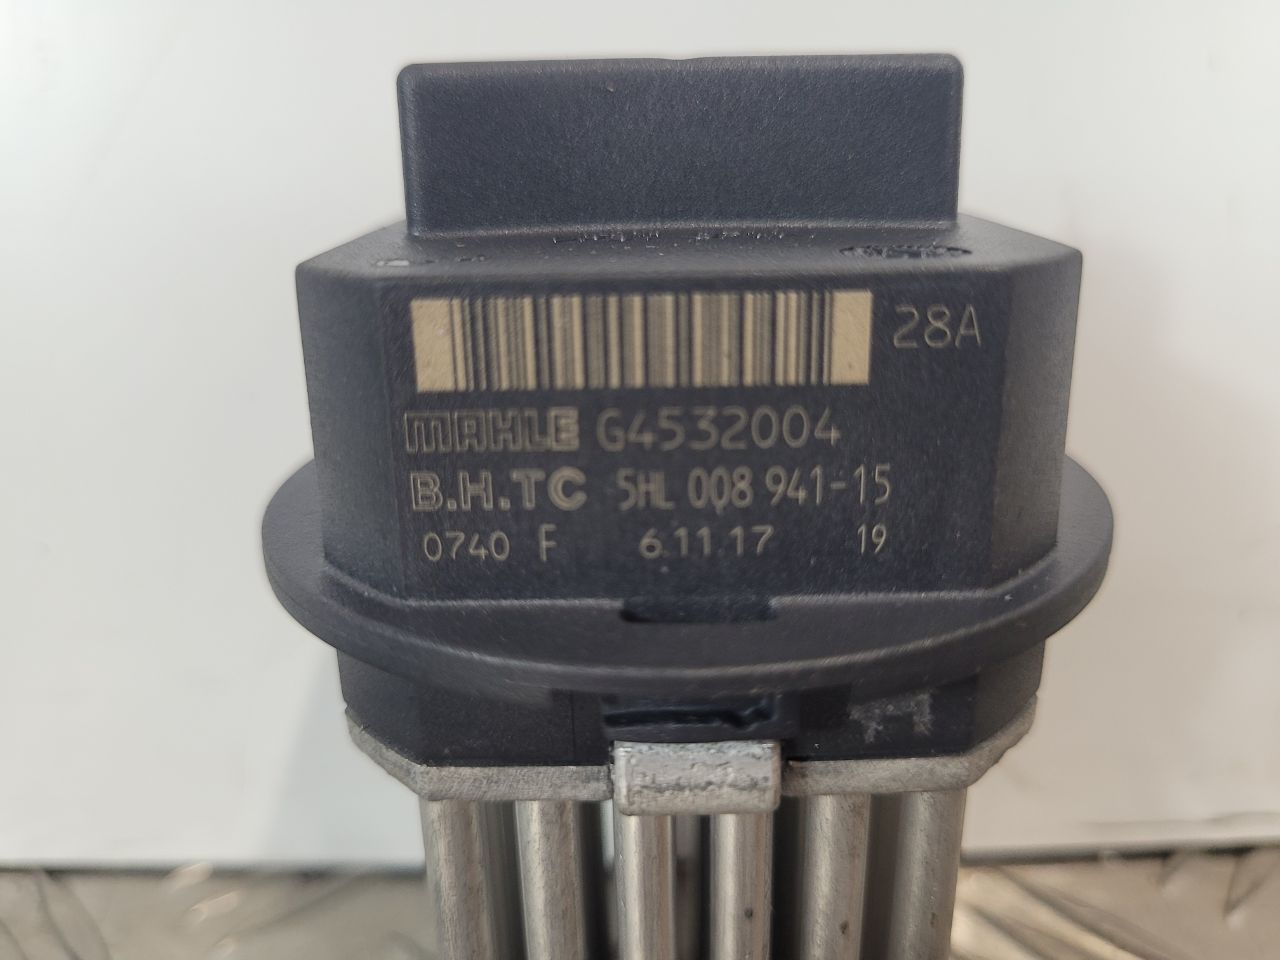 28A
MAHLE G4532004
B.H.TC 5HL 008 941-15
0740 F 6.11.17 19